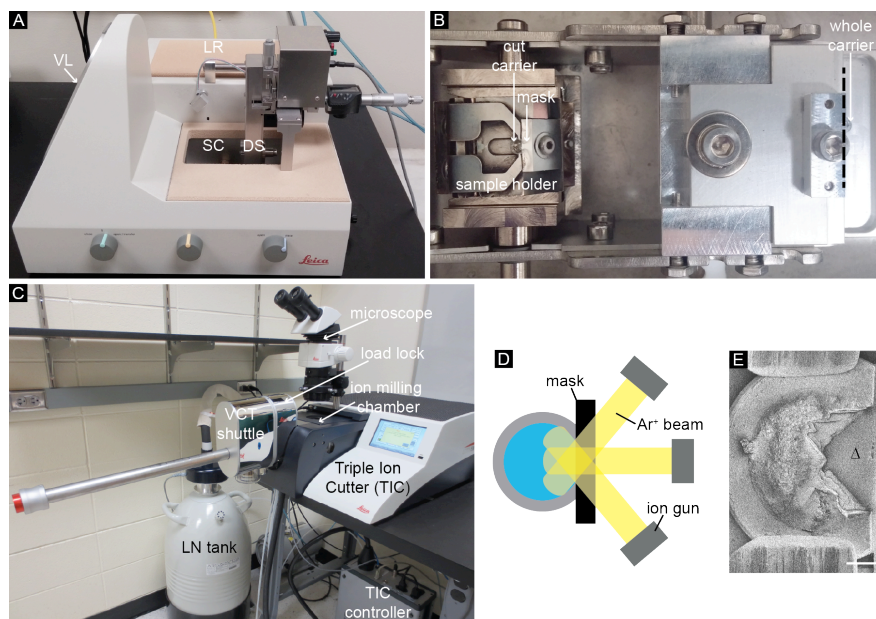 A
LR
VL
SC
DS
Leica
B
cut
carrier
mask
whole
carrier
sample holder
C
microscope
load lock
ion milling
chamber
VCT
shuttle
Triple Ion
Cutter (TIC)
LN tank
TIC
controller
D
mask
Ar⁺ beam
ion gun
E
Δ